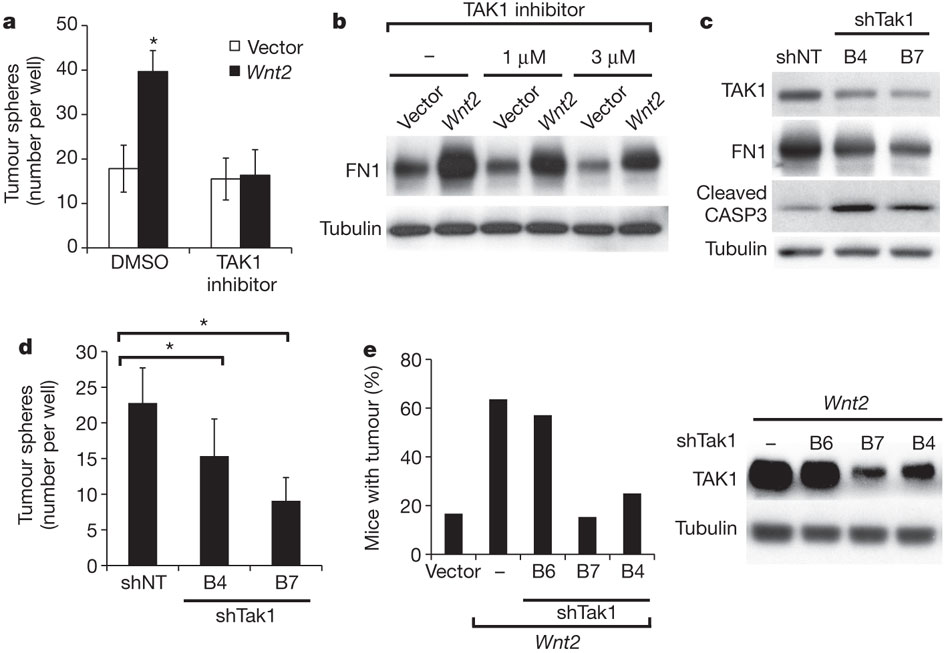 a
50
40
30
20
10
0
Tumour spheres
(number per well)
*
Vector
Wnt2
DMSO
TAK1
inhibitor
b
TAK1 inhibitor
–
1 μM
3 μM
Vector
Wnt2
Vector
Wnt2
Vector
Wnt2
FN1
Tubulin
c
shTak1
shNT
B4
B7
TAK1
FN1
Cleaved
CASP3
Tubulin
d
*
*
30
25
20
15
10
5
0
Tumour spheres
(number per well)
shNT
B4
B7
shTak1
e
80
60
40
20
0
Mice with tumour (%)
Vector
–
B6
B7
B4
shTak1
Wnt2
Wnt2
shTak1
–
B6
B7
B4
TAK1
Tubulin